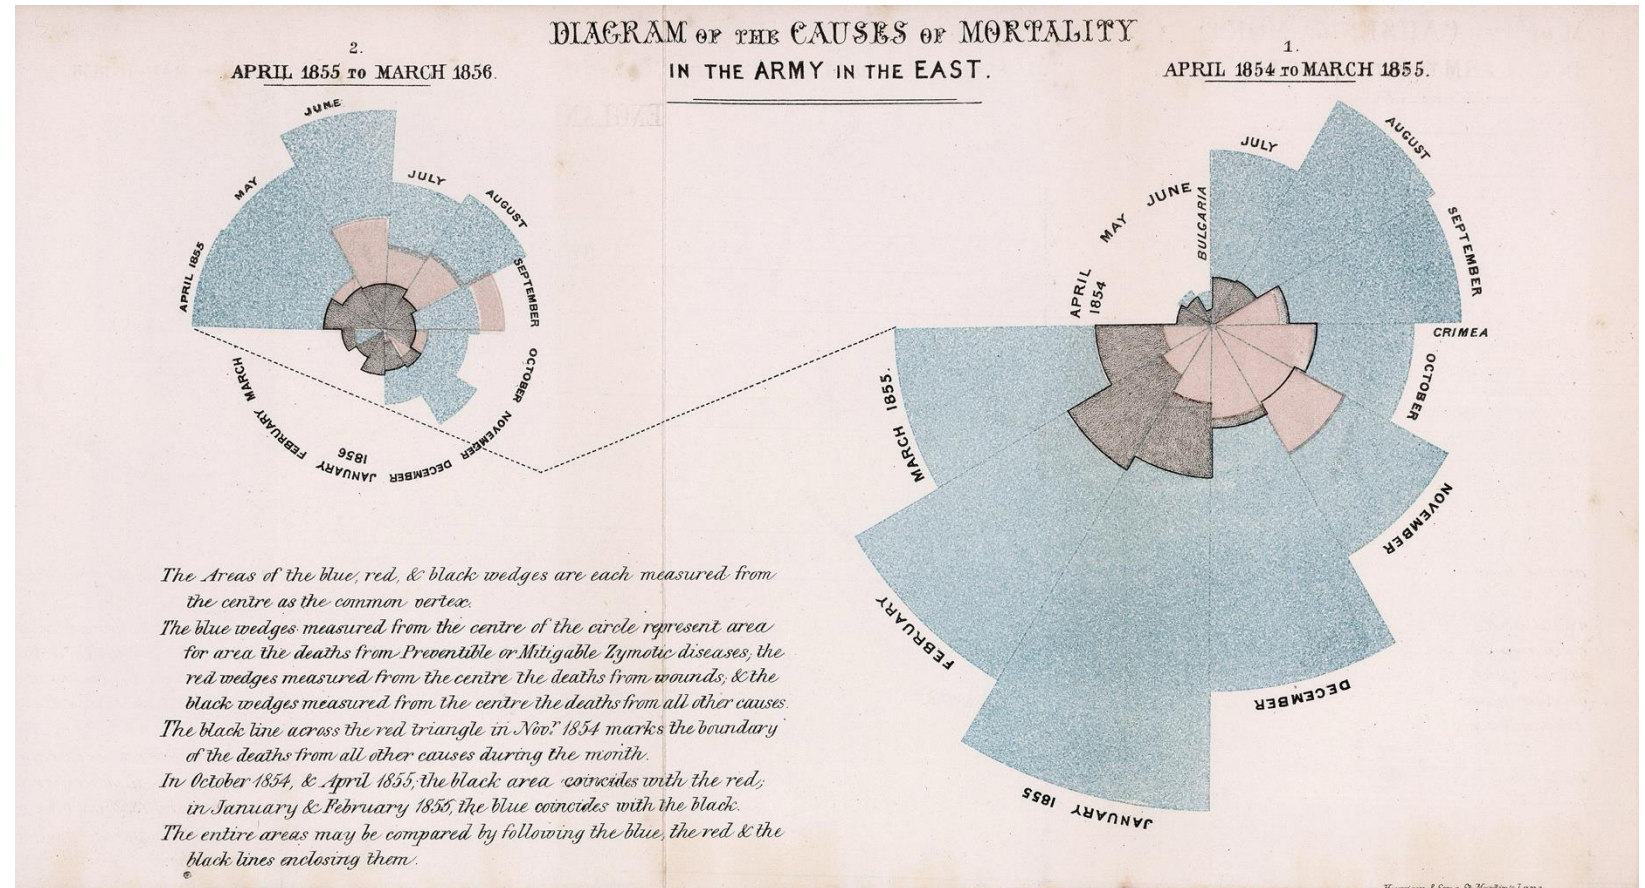 DIAGRAM OF THE CAUSES OF MORTALITY
IN THE ARMY IN THE EAST.
2.
APRIL 1855 TO MARCH 1856.
1.
APRIL 1854 TO MARCH 1855.
APRIL 1855
MAY
JUNE
JULY
AUGUST
SEPTEMBER
OCTOBER
NOVEMBER
DECEMBER
JANUARY
1856
FEBRUARY
MARCH
APRIL
1854
MAY
JUNE
BULGARIA
JULY
AUGUST
SEPTEMBER
CRIMEA
OCTOBER
NOVEMBER
DECEMBER
JANUARY 1855
FEBRUARY
MARCH 1855.
The Areas of the blue, red, & black wedges are each measured from
the centre as the common vertex.
The blue wedges measured from the centre of the circle represent area
for area the deaths from Preventible or Mitigable Zymotic diseases; the
red wedges measured from the centre the deaths from wounds; & the
black wedges measured from the centre the deaths from all other causes.
The black line across the red triangle in Nov.r 1854 marks the boundary
of the deaths from all other causes during the month.
In October 1854, & April 1855, the black area coincides with the red;
in January & February 1856, the blue coincides with the black.
The entire areas may be compared by following the blue, the red & the
black lines enclosing them.